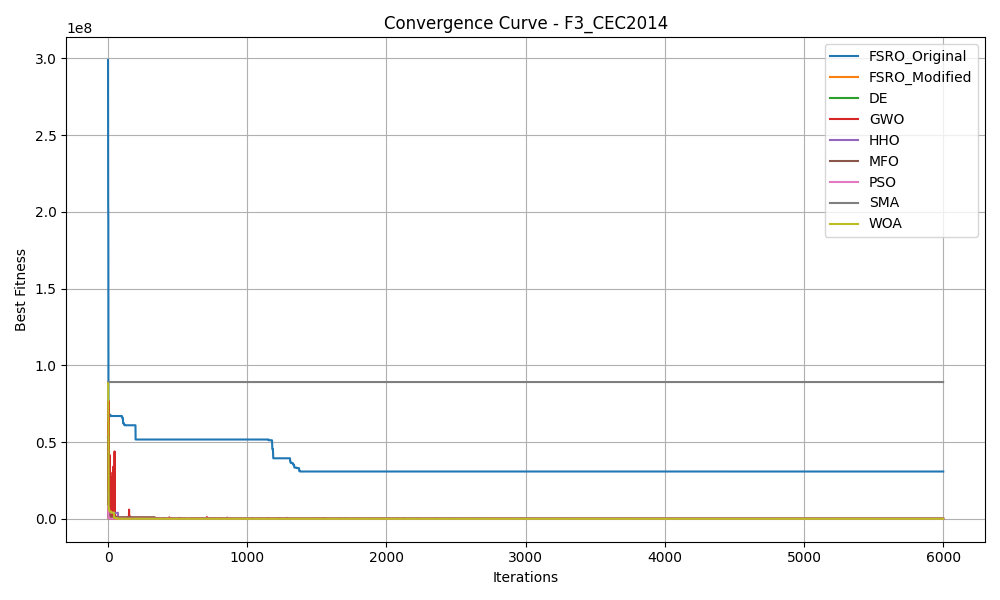 Convergence Curve - F3_CEC2014
1e8
3.0
2.5
2.0
1.5
1.0
0.5
0.0
Best Fitness
0 1000 2000 3000 4000 5000 6000
Iterations
FSRO_Original
FSRO_Modified
DE
GWO
HHO
MFO
PSO
SMA
WOA